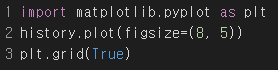 1 import matplotlib.pyplot as plt
2 history.plot(figsize=(8, 5))
3 plt.grid(True)